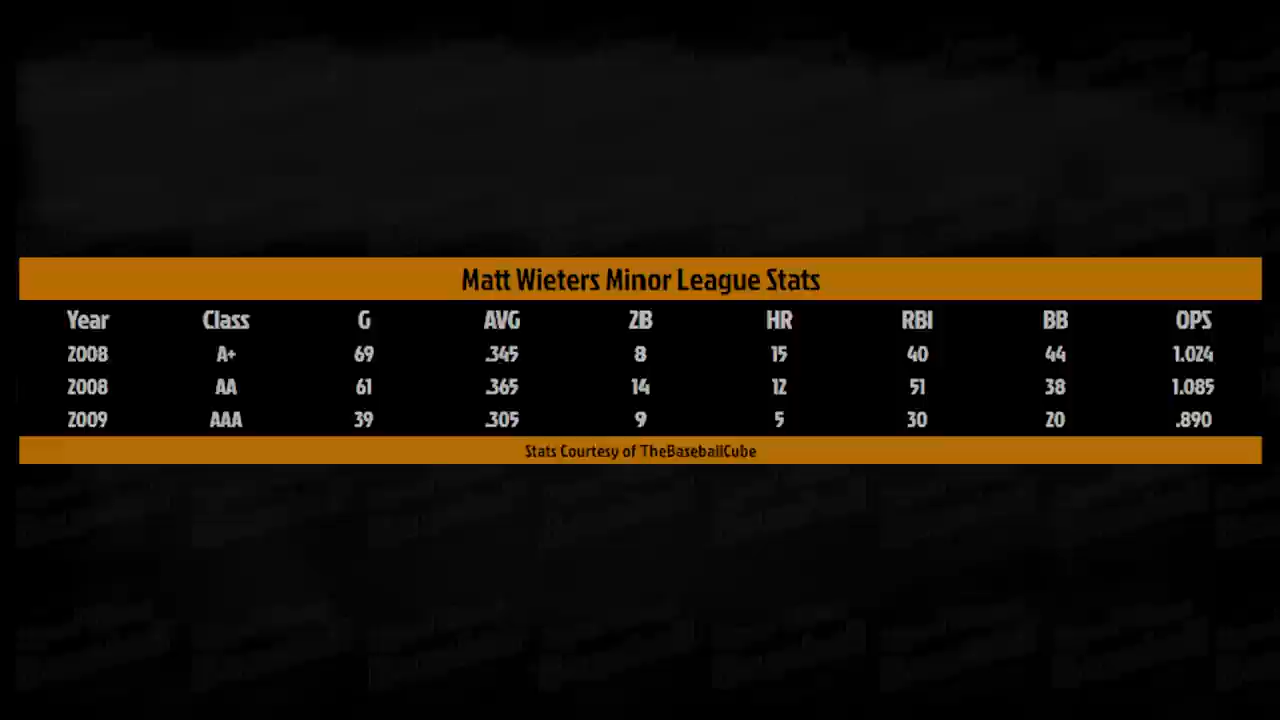 Matt Wieters Minor League Stats
Year Class G AVG 2B HR RBI BB OPS
2008 A+ 69 .345 8 15 40 44 1.024
2008 AA 61 .365 14 12 51 38 1.085
2009 AAA 39 .305 9 5 30 20 .890
Stats Courtesy of TheBaseballCube